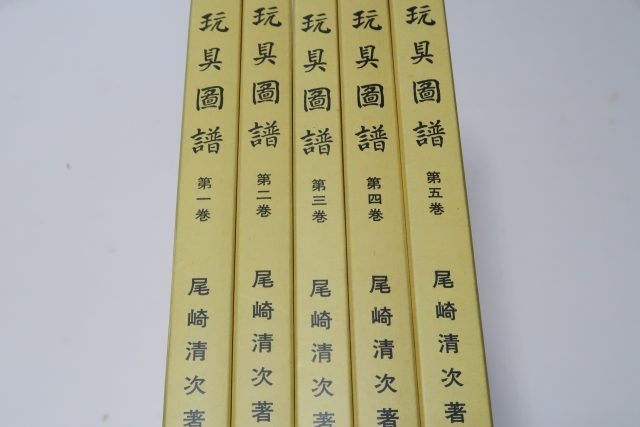 玩具圖譜 第一巻 尾崎清次著
玩具圖譜 第二巻 尾崎清次著
玩具圖譜 第三巻 尾崎清次著
玩具圖譜 第四巻 尾崎清次著
玩具圖譜 第五巻 尾崎清次著